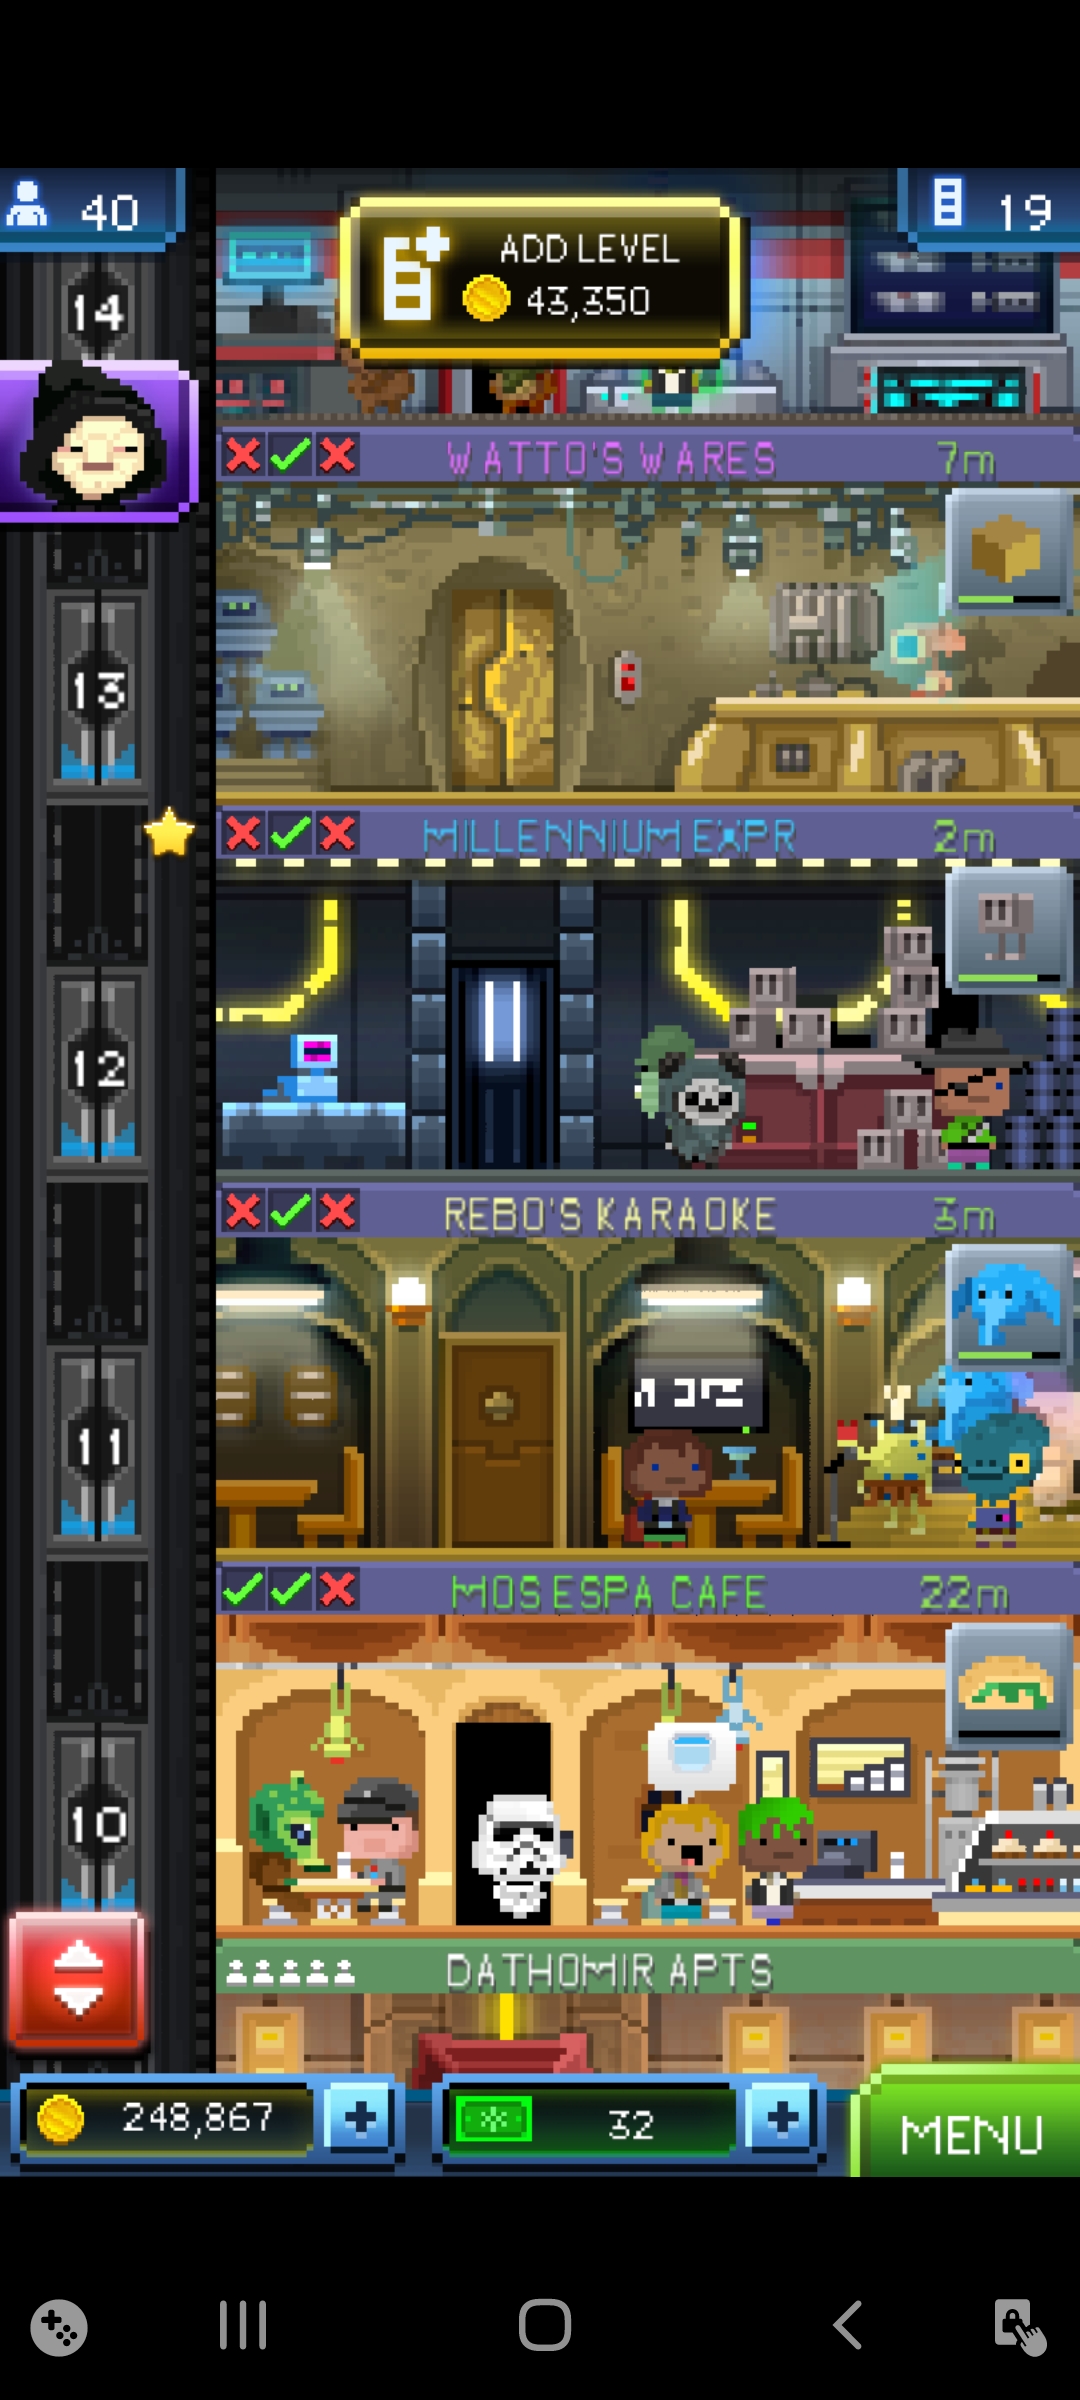 40
19
ADD LEVEL
43,350
14
WATTO'S WARES 7m
13
MILLENNIUM EXPR 2m
12
REBO'S KARAOKE 3m
11
MOS ESPA CAFE 22m
10
DATHOMIR APTS
248,867 + 32 + MENU